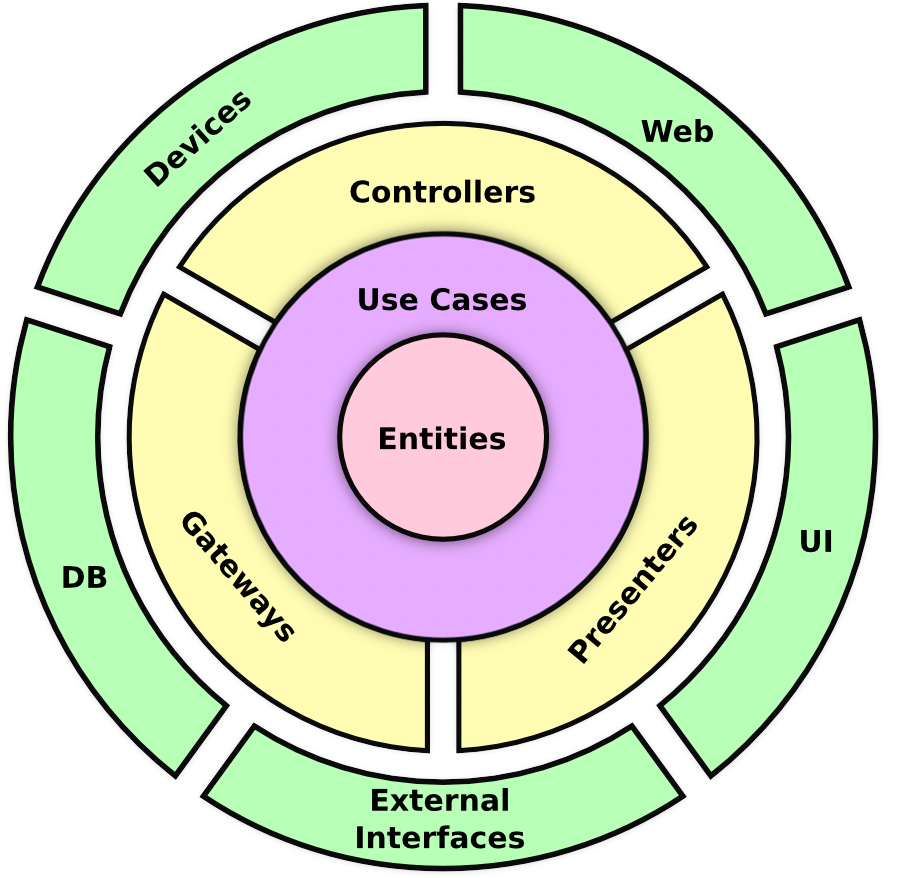 Devices
Web
Controllers
Use Cases
Entities
Gateways
Presenters
DB
UI
External
Interfaces